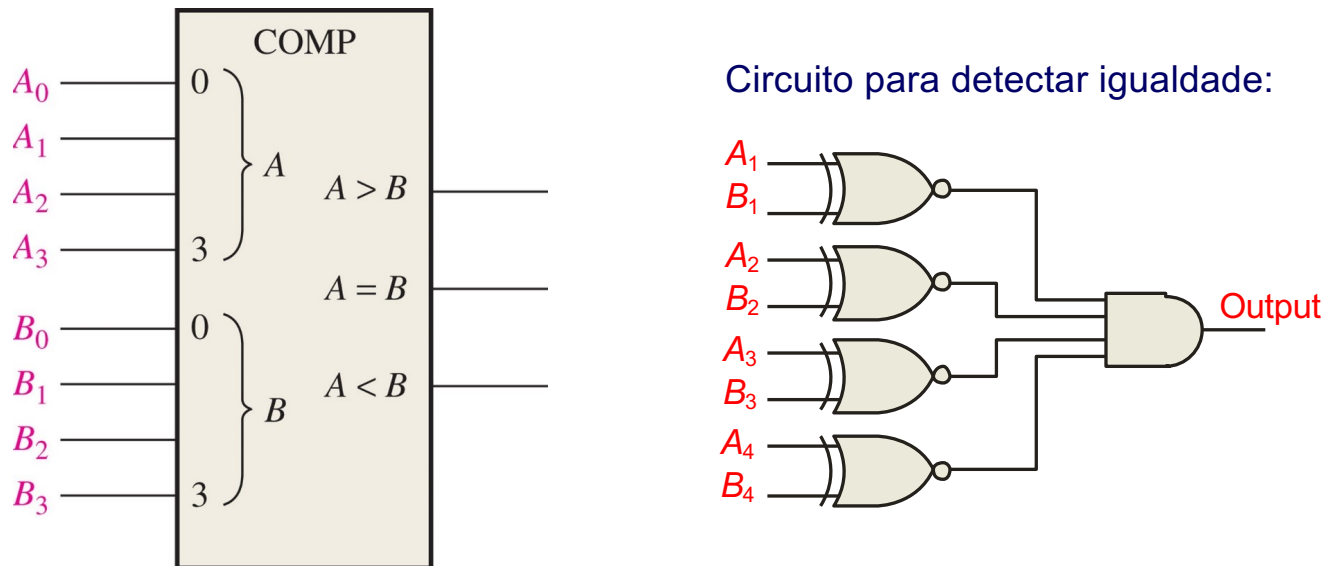 COMP
A₀
0
A₁
A
A₂
A > B
A₃
3
A = B
B₀
0
B₁
A < B
B
B₂
B₃
3
Circuito para detectar igualdade:
A₁
B₁
A₂
B₂
Output
A₃
B₃
A₄
B₄